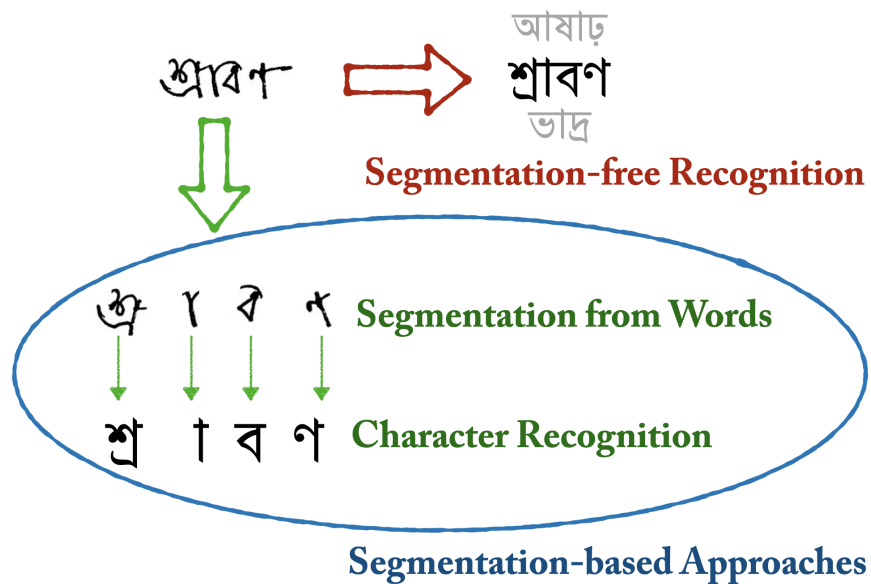 আষাঢ়
শ্রাবণ শ্রাবণ
ভাদ্র
Segmentation-free Recognition
শ্র া ব ণ Segmentation from Words
শ্র া ব ণ Character Recognition
Segmentation-based Approaches